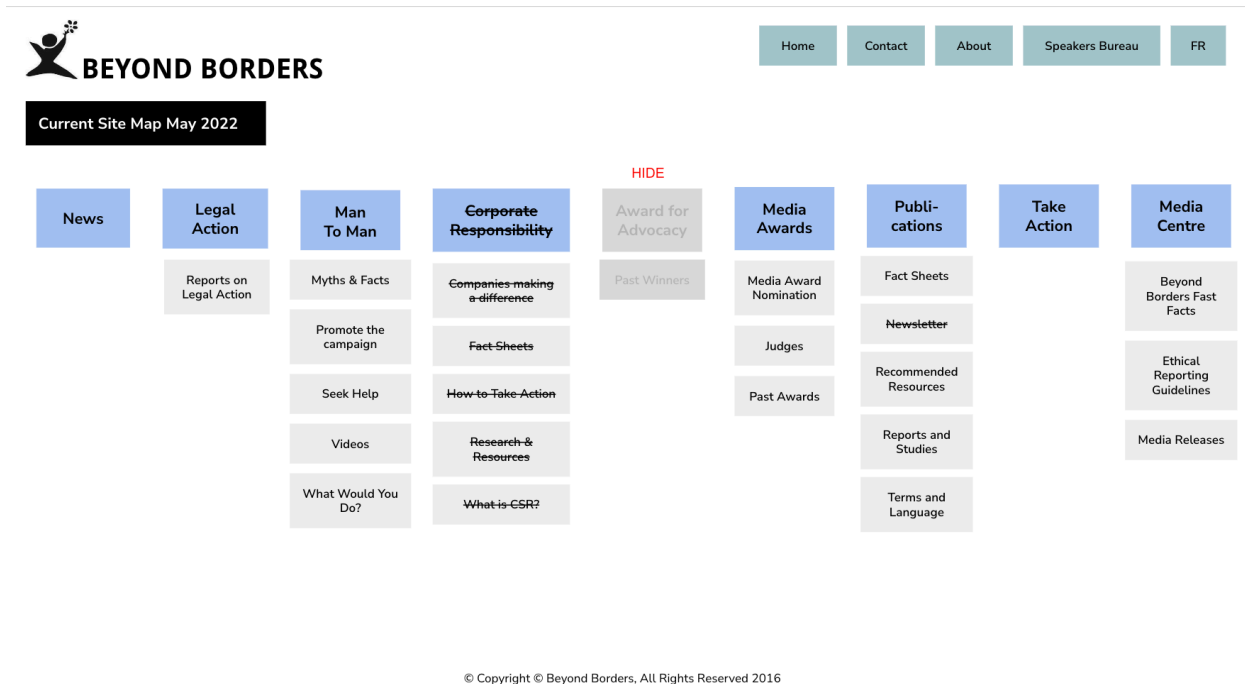 BEYOND BORDERS
Home
Contact
About
Speakers Bureau
FR
Current Site Map May 2022
HIDE
News
Legal
Action
Reports on
Legal Action
Man
To Man
Myths & Facts
Promote the
campaign
Seek Help
Videos
What Would You
Do?
Corporate
Responsibility
Companies making
a difference
Fact Sheets
How to Take Action
Research &
Resources
What is CSR?
Award for
Advocacy
Past Winners
Media
Awards
Media Award
Nomination
Judges
Past Awards
Publi-
cations
Fact Sheets
Newsletter
Recommended
Resources
Reports and
Studies
Terms and
Language
Take
Action
Media
Centre
Beyond
Borders Fast
Facts
Ethical
Reporting
Guidelines
Media Releases
© Copyright © Beyond Borders, All Rights Reserved 2016